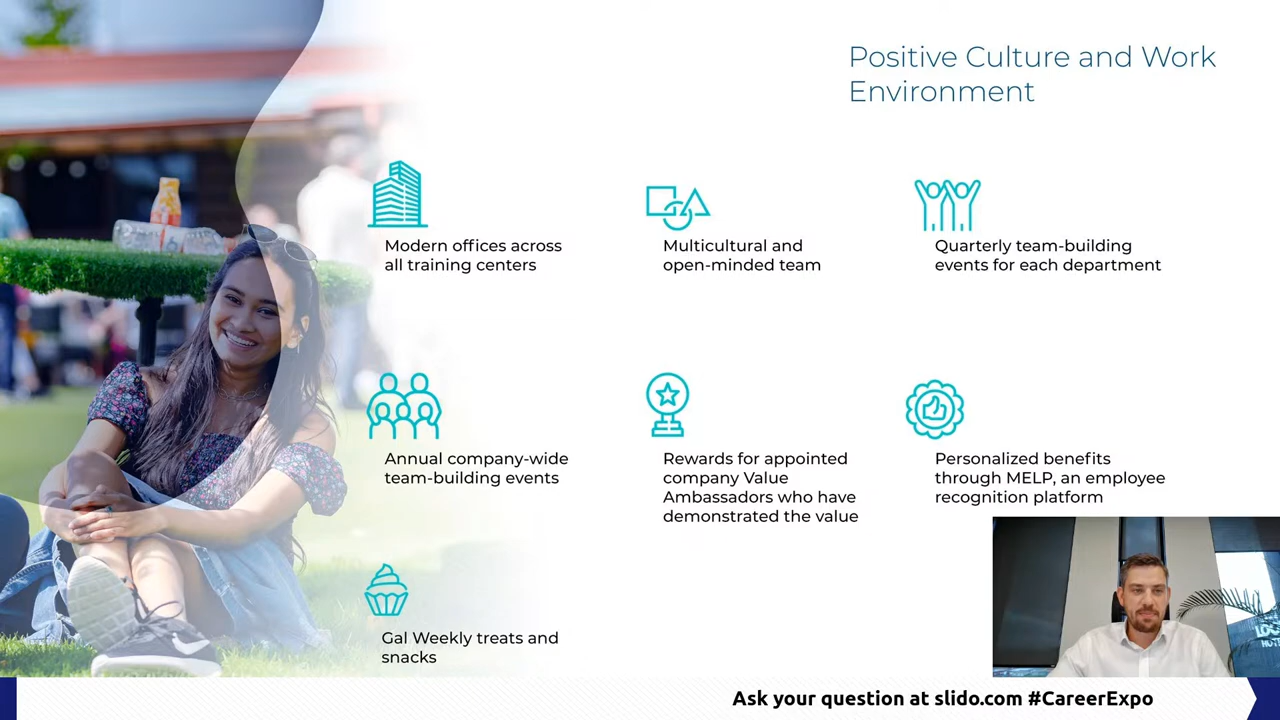 Positive Culture and Work
Environment
Modern offices across
all training centers
Multicultural and
open-minded team
Quarterly team-building
events for each department
Annual company-wide
team-building events
Rewards for appointed
company Value
Ambassadors who have
demonstrated the value
Personalized benefits
through MELP, an employee
recognition platform
Gal Weekly treats and
snacks
Ask your question at slido.com #CareerExpo